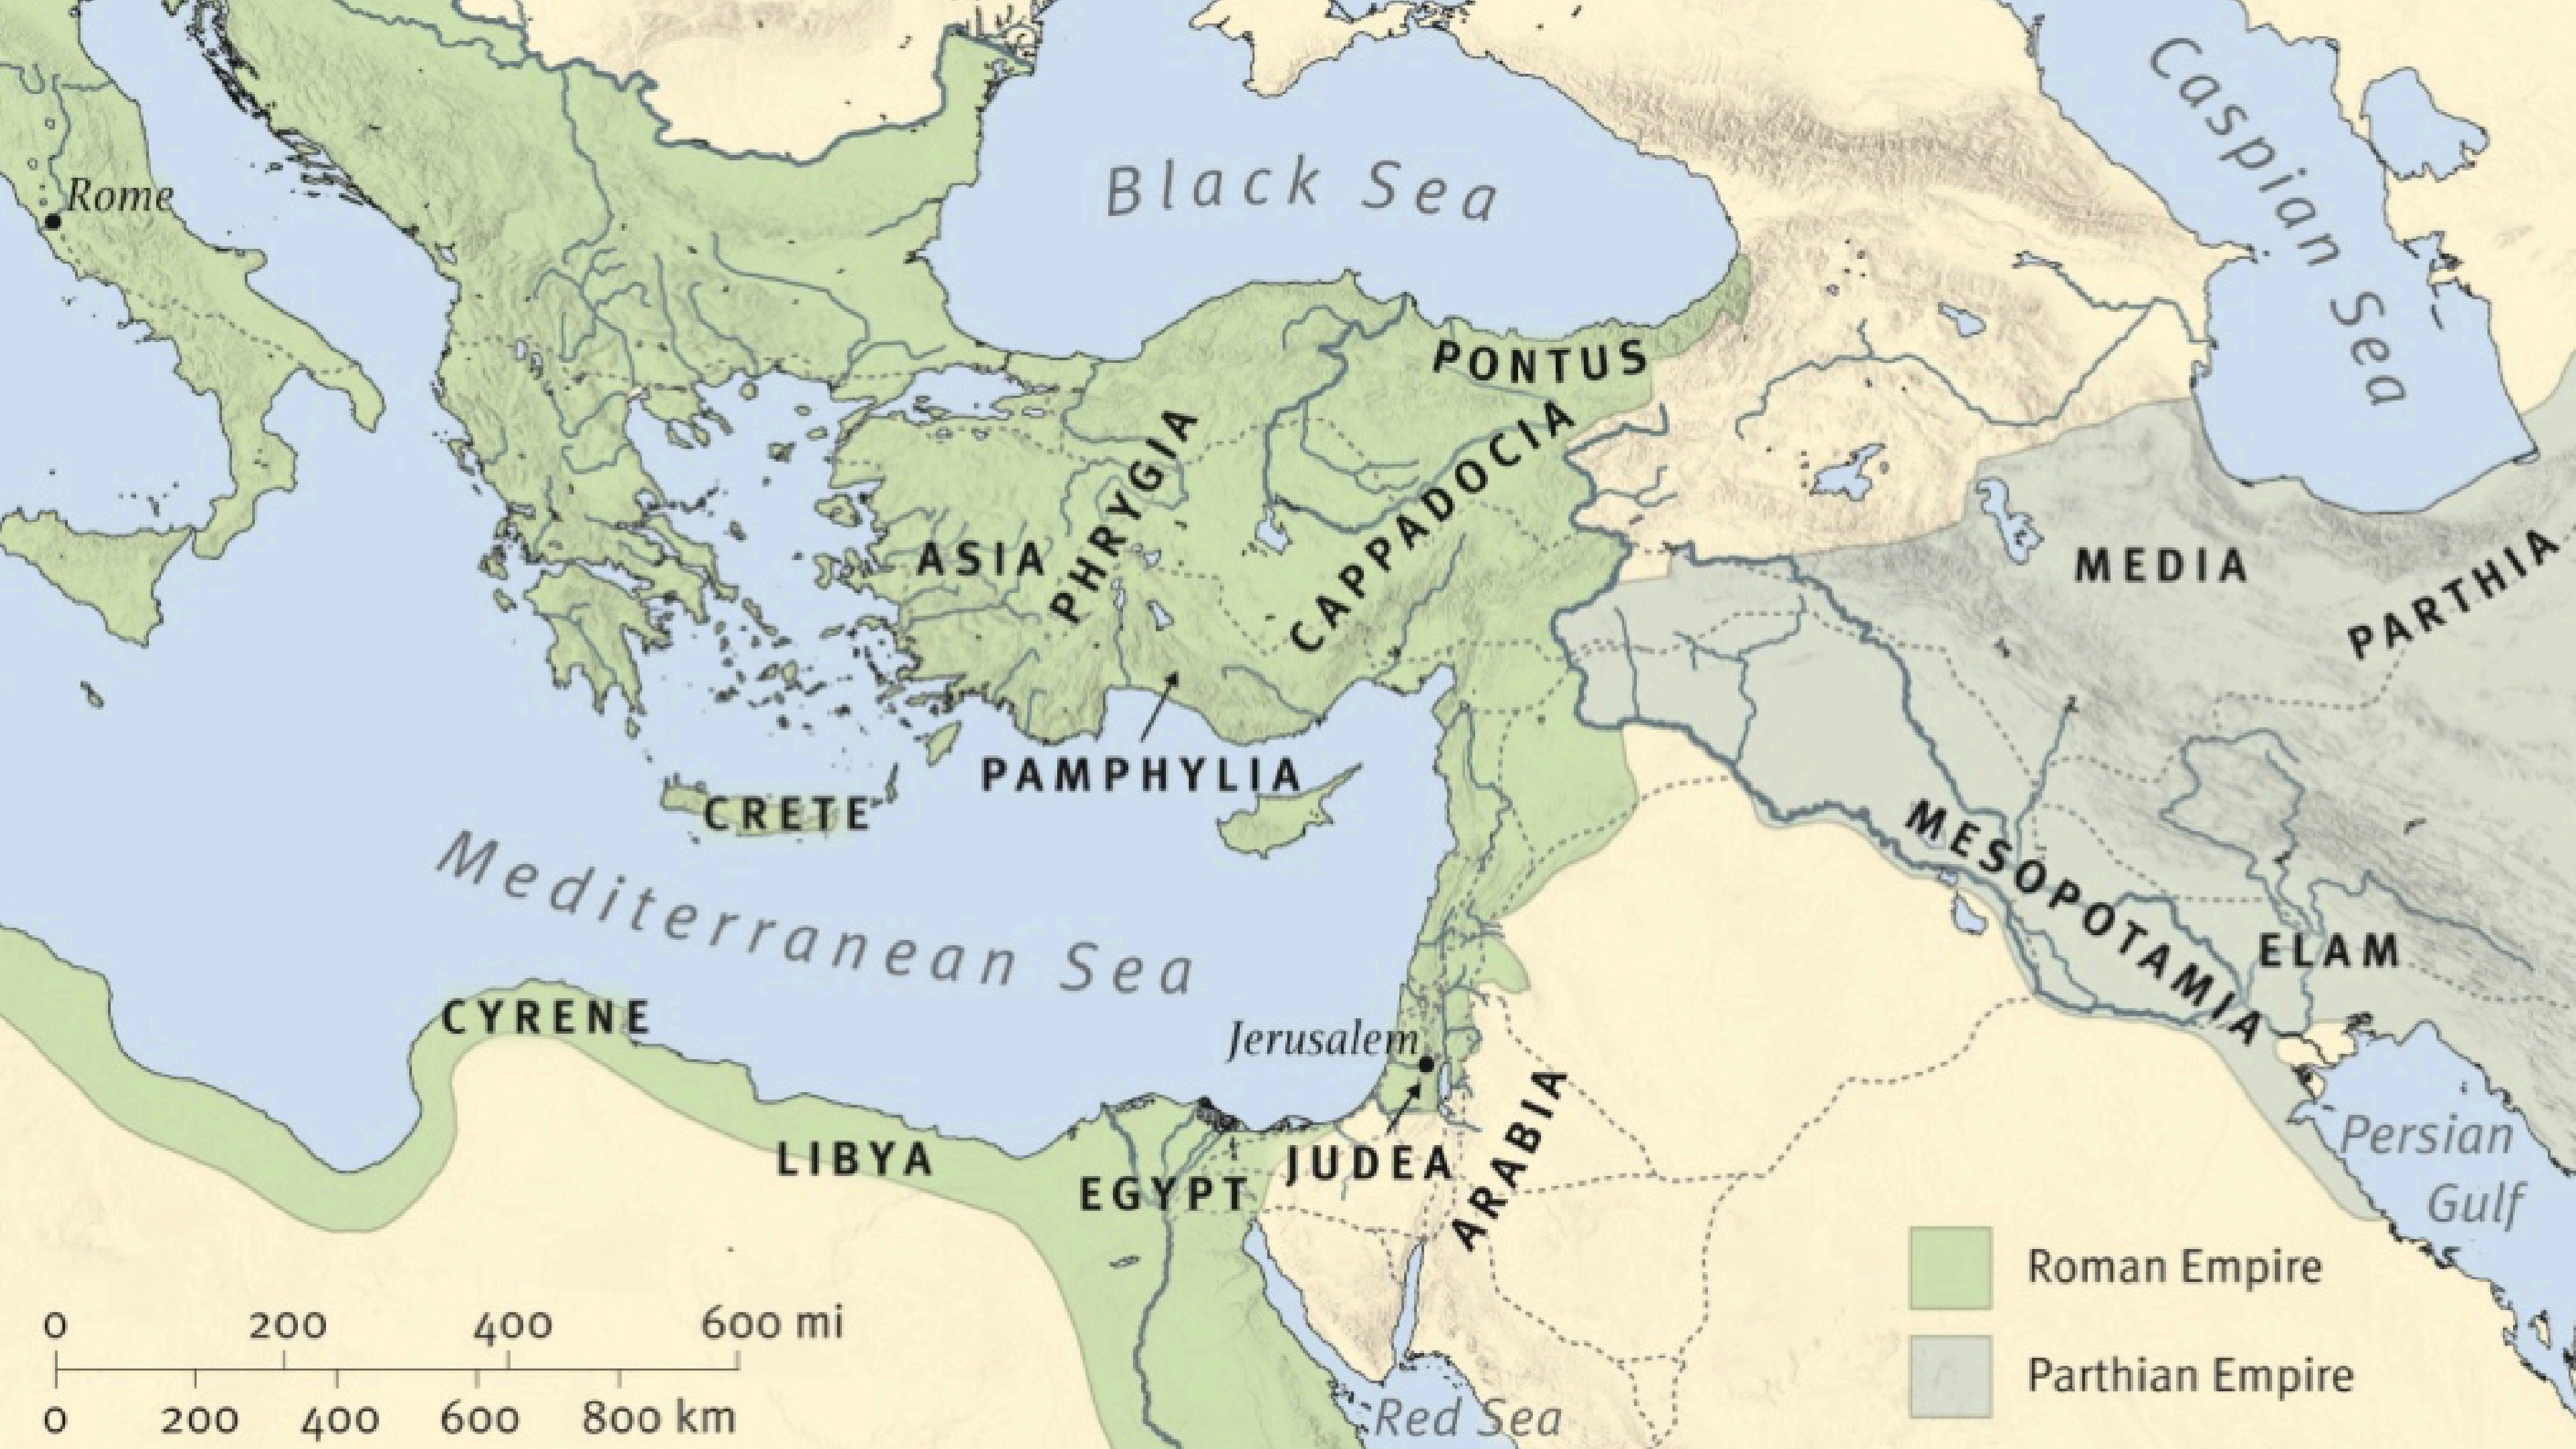 Caspian Sea
Black Sea
Rome
PONTUS
PHRYGIA
CAPPADOCIA
ASIA
MEDIA
PARTHIA
PAMPHYLIA
CRETE
Mediterranean Sea
MESOPOTAMIA
ELAM
CYRENE
Jerusalem
LIBYA
EGYPT
JUDEA
ARABIA
Persian
Gulf
Roman Empire
Parthian Empire
0 200 400 600 mi
0 200 400 600 800 km
Red Sea